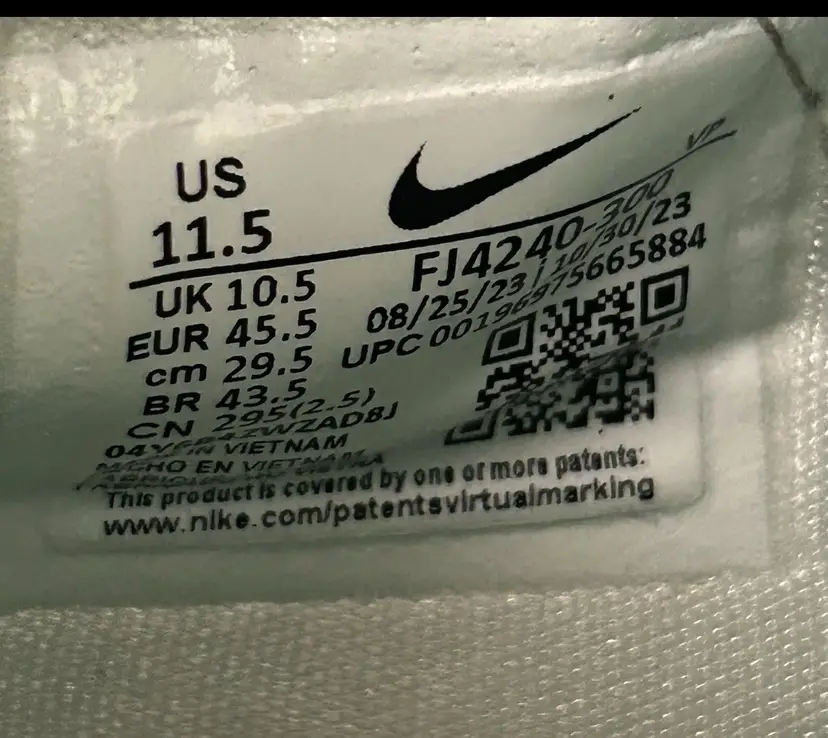 US
11.5
VP
UK 10.5
EUR 45.5
cm 29.5
BR 43.5
CN 295(2.5)
FJ4240-300
08/25/23 | 10/30/23
UPC 00196975665884
IN VIETNAM
EN VIETNAM
This product is covered by one or more patents:
www.nike.com/patentsvirtualmarking